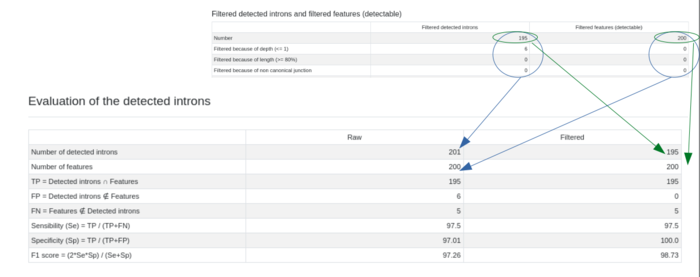 Filtered detected introns and filtered features (detectable)
Filtered detected introns Filtered features (detectable)
Number 195 200
Filtered because of depth (<= 1) 6 0
Filtered because of length (>= 80%) 0 0
Filtered because of non canonical junction 0 0
Evaluation of the detected introns
Raw Filtered
Number of detected introns 201 195
Number of features 200 200
TP = Detected introns ∩ Features 195 195
FP = Detected introns ∉ Features 6 0
FN = Features ∉ Detected introns 5 5
Sensibility (Se) = TP / (TP+FN) 97.5 97.5
Specificity (Sp) = TP / (TP+FP) 97.01 100.0
F1 score = (2*Se*Sp) / (Se+Sp) 97.26 98.73